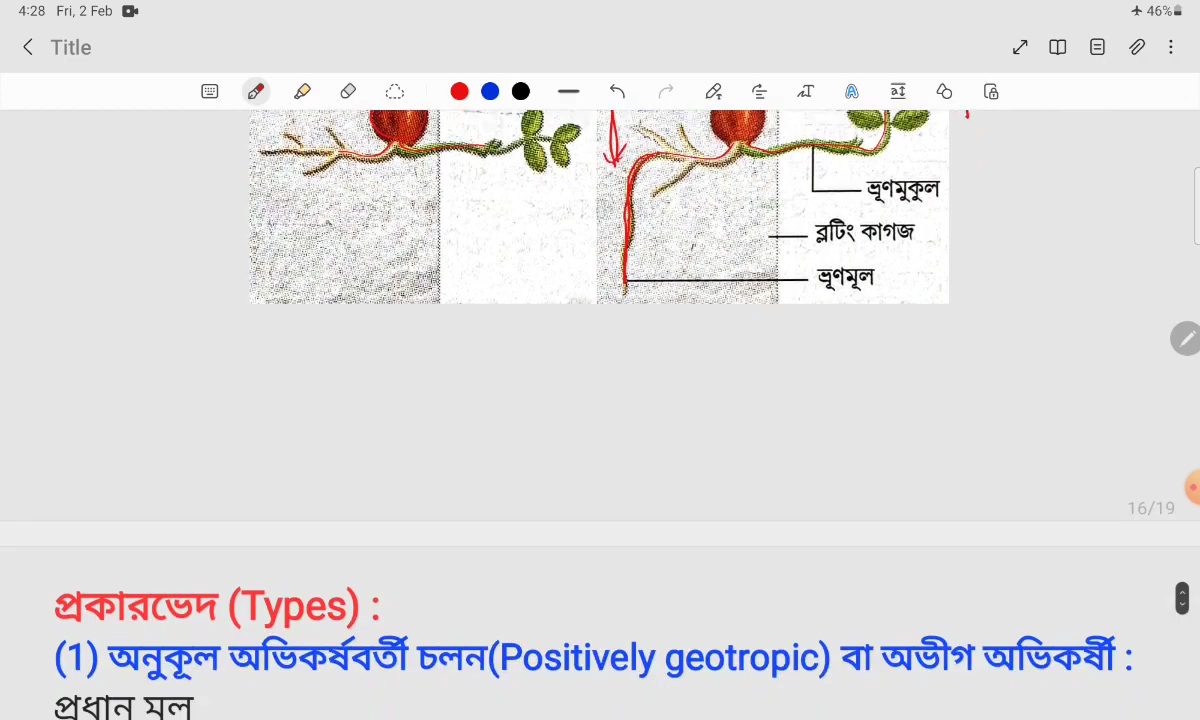 4:28 Fri, 2 Feb
46%
Title
ভ্রূণমুকুল
ব্লটিং কাগজ
ভ্রূণমূল
16/19
প্রকারভেদ (Types) :
(1) অনুকূল অভিকর্ষবর্তী চলন(Positively geotropic) বা অভীগ অভিকর্ষী :
প্রধান মূল